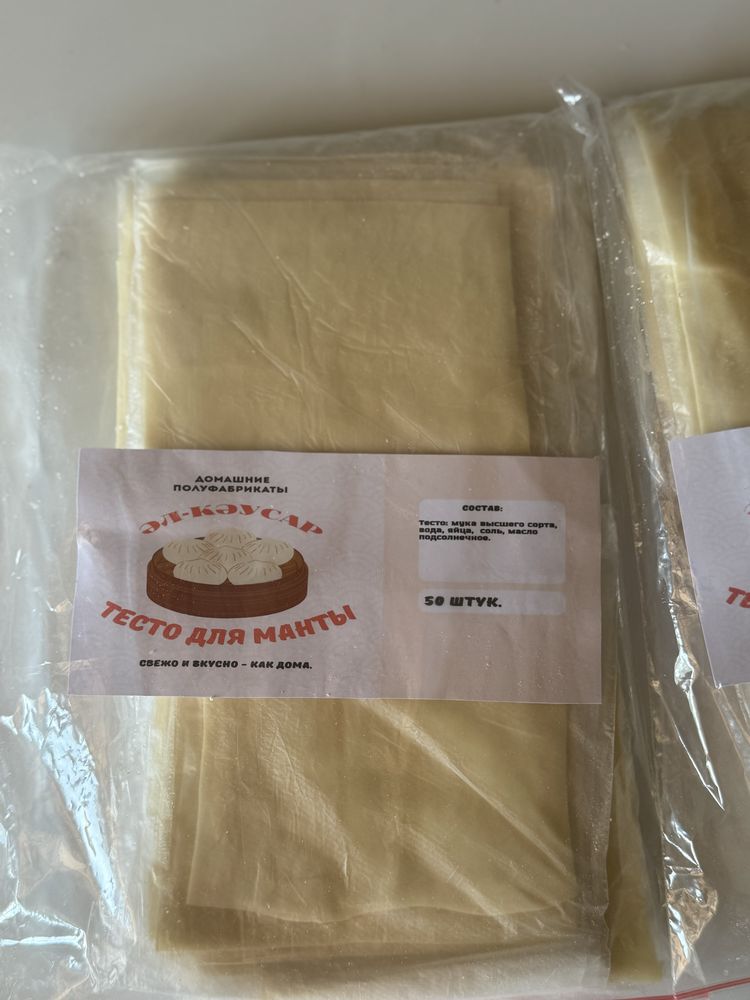 ДОМАШНИЕ
ПОЛУФАБРИКАТЫ
ӘЛ-КӘУСАР
ТЕСТО ДЛЯ МАНТЫ
СВЕЖО И ВКУСНО – КАК ДОМА.
СОСТАВ:
Тесто: мука высшего сорта,
вода, яйца, соль, масло
подсолнечное.
50 ШТУК.